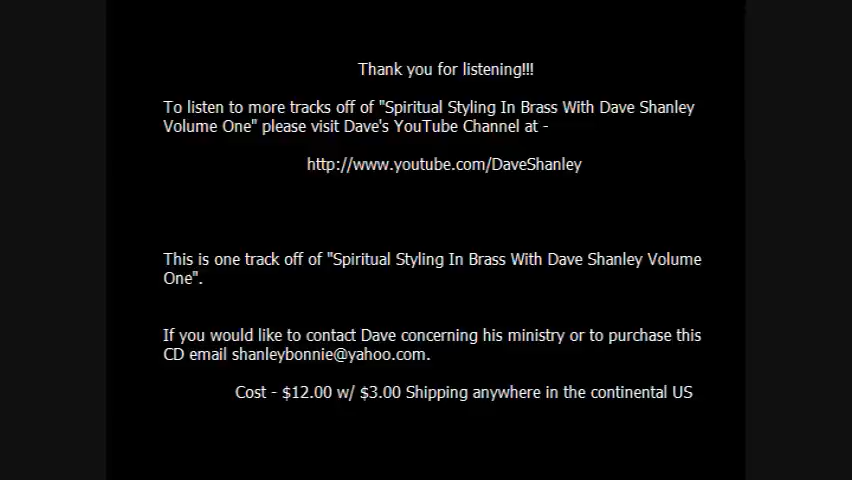 Thank you for listening!!!
To listen to more tracks off of "Spiritual Styling In Brass With Dave Shanley
Volume One" please visit Dave's YouTube Channel at -
http://www.youtube.com/DaveShanley
This is one track off of "Spiritual Styling In Brass With Dave Shanley Volume
One".
If you would like to contact Dave concerning his ministry or to purchase this
CD email shanleybonnie@yahoo.com.
Cost - $12.00 w/ $3.00 Shipping anywhere in the continental US